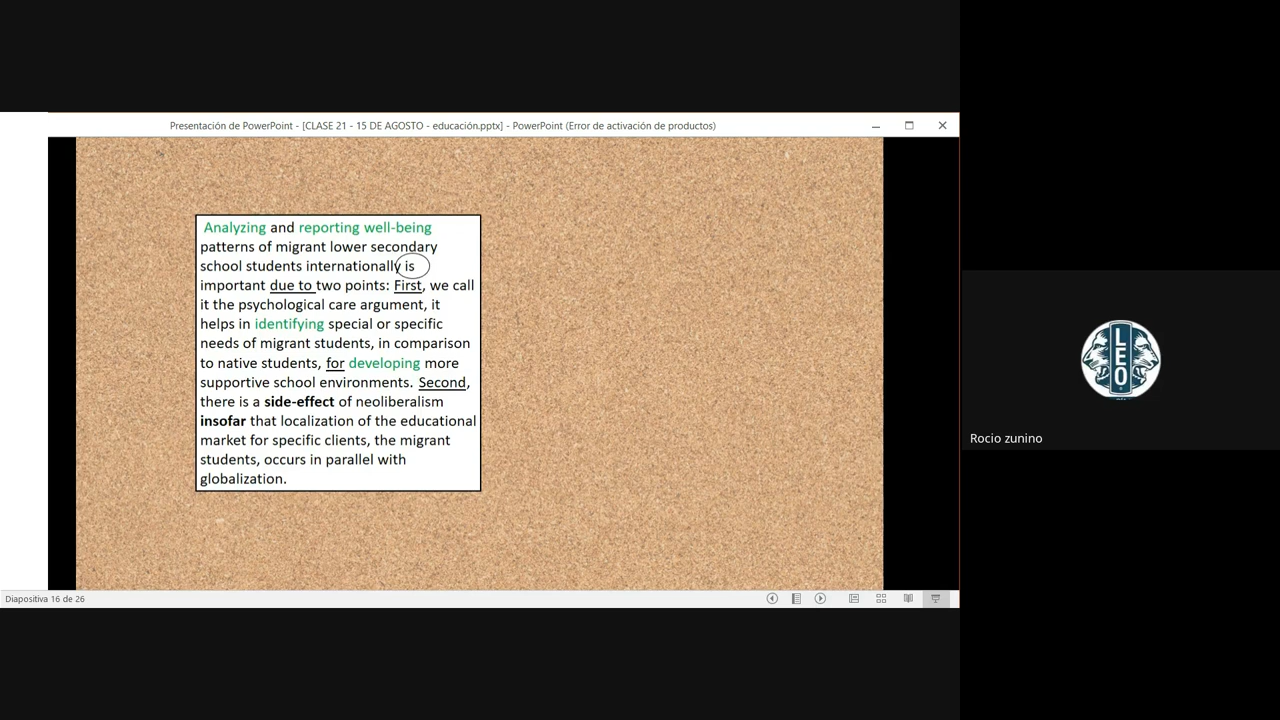 Presentación de PowerPoint - [CLASE 21 - 15 DE AGOSTO - educación.pptx] - PowerPoint (Error de activación de productos)
Analyzing and reporting well-being
patterns of migrant lower secondary
school students internationally is
important due to two points: First, we call
it the psychological care argument, it
helps in identifying special or specific
needs of migrant students, in comparison
to native students, for developing more
supportive school environments. Second,
there is a side-effect of neoliberalism
insofar that localization of the educational
market for specific clients, the migrant
students, occurs in parallel with
globalization.
LEO
Rocio zunino
Diapositiva 16 de 26